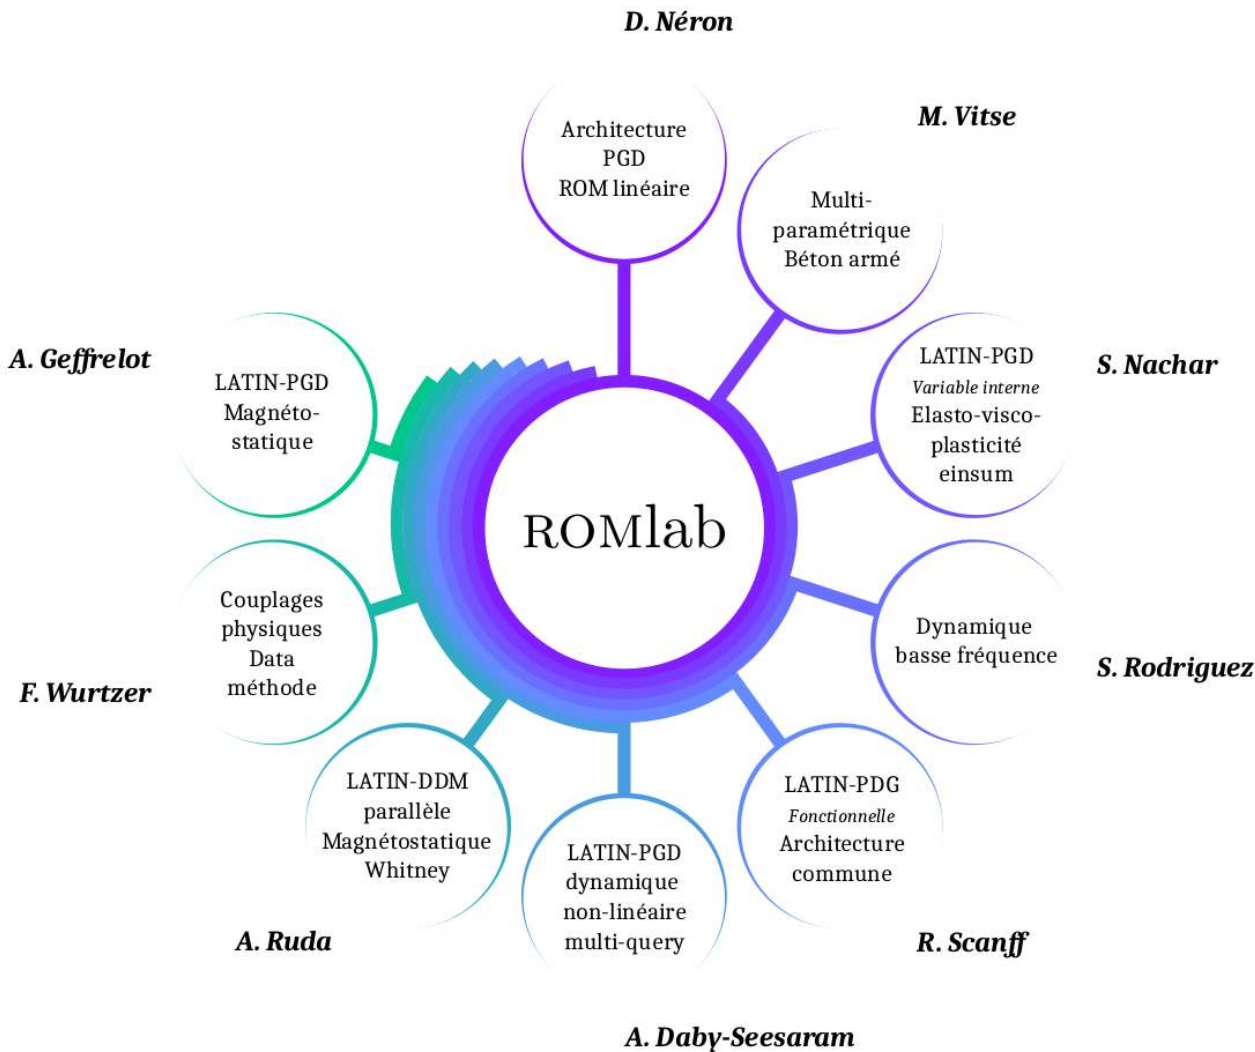 D. Néron
Architecture
PGD
ROM linéaire
M. Vitse
Multi-
paramétrique
Béton armé
S. Nachar
LATIN-PGD
Variable interne
Elasto-visco-
plasticité
einsum
S. Rodriguez
Dynamique
basse fréquence
R. Scanff
LATIN-PDG
Fonctionnelle
Architecture
commune
A. Daby-Seesaram
LATIN-PGD
dynamique
non-linéaire
multi-query
A. Ruda
LATIN-DDM
parallèle
Magnétostatique
Whitney
F. Wurtzer
Couplages
physiques
Data
méthode
A. Geffrelot
LATIN-PGD
Magnéto-
statique
ROMlab